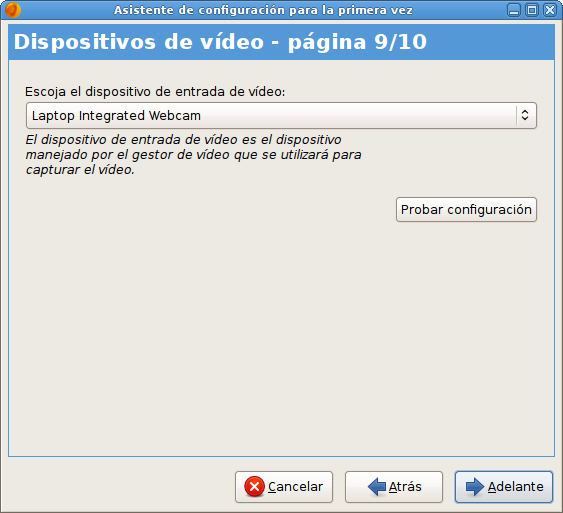 Asistente de configuración para la primera vez
Dispositivos de vídeo - página 9/10
Escoja el dispositivo de entrada de vídeo:
Laptop Integrated Webcam
El dispositivo de entrada de vídeo es el dispositivo
manejado por el gestor de vídeo que se utilizará para
capturar el vídeo.
Probar configuración
Cancelar
Atrás
Adelante